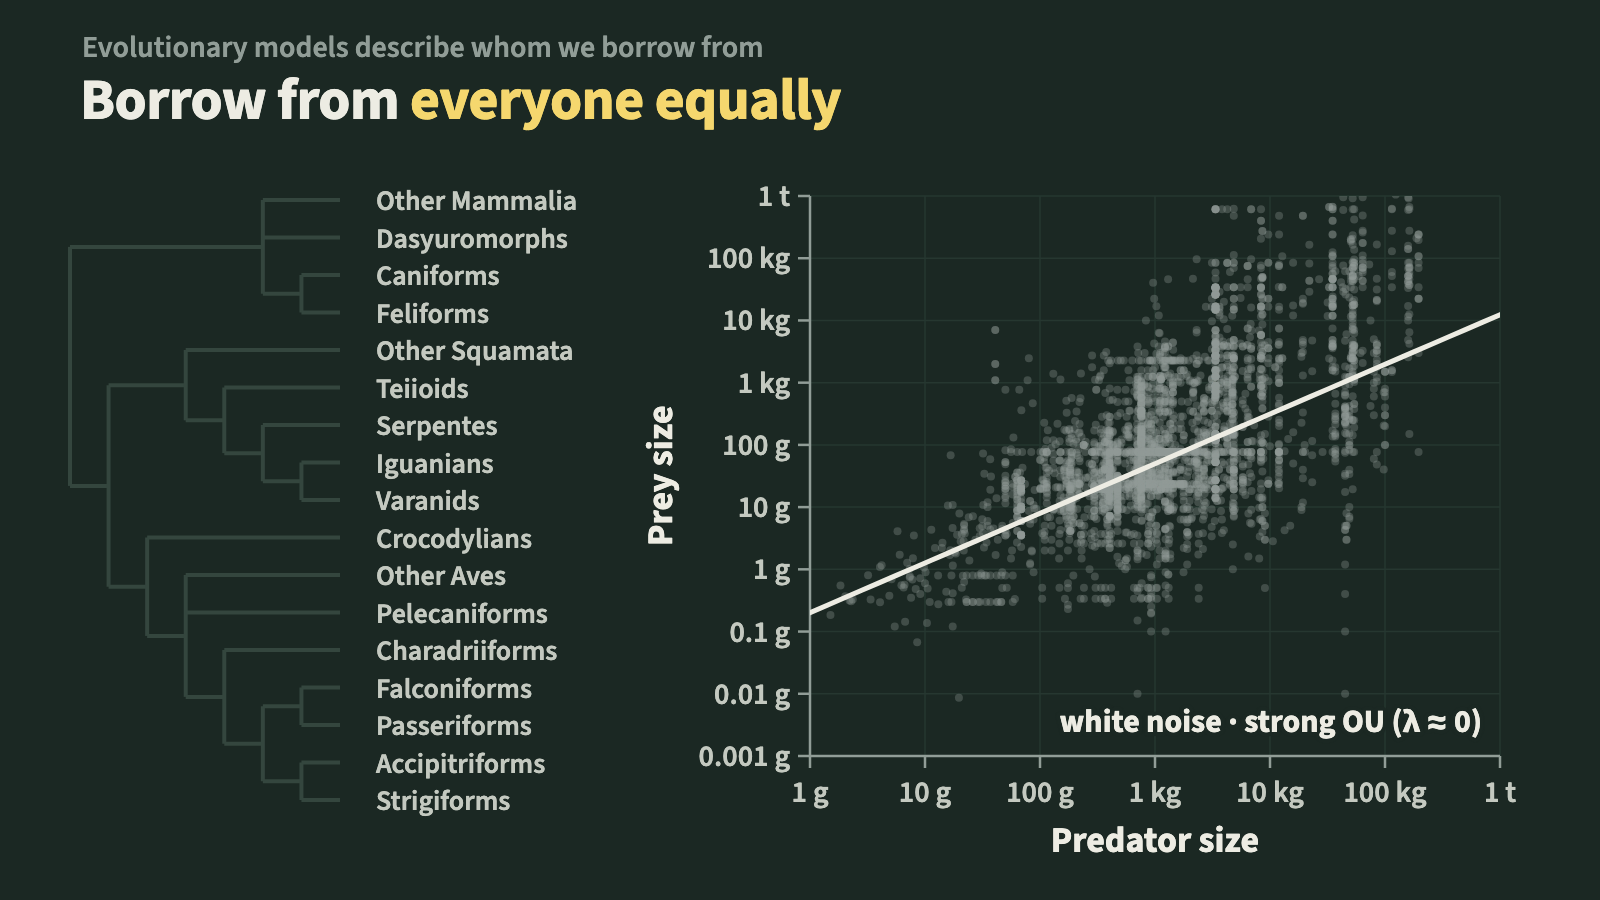 Evolutionary models describe whom we borrow from
Borrow from everyone equally
Other Mammalia
Dasyuromorphs
Caniforms
Feliforms
Other Squamata
Teiioids
Serpentes
Iguanians
Varanids
Crocodylians
Other Aves
Pelecaniforms
Charadriiforms
Falconiforms
Passeriforms
Accipitriforms
Strigiforms
Prey size
1 t
100 kg
10 kg
1 kg
100 g
10 g
1 g
0.1 g
0.01 g
0.001 g
white noise · strong OU (λ ≈ 0)
1 g 10 g 100 g 1 kg 10 kg 100 kg 1 t
Predator size